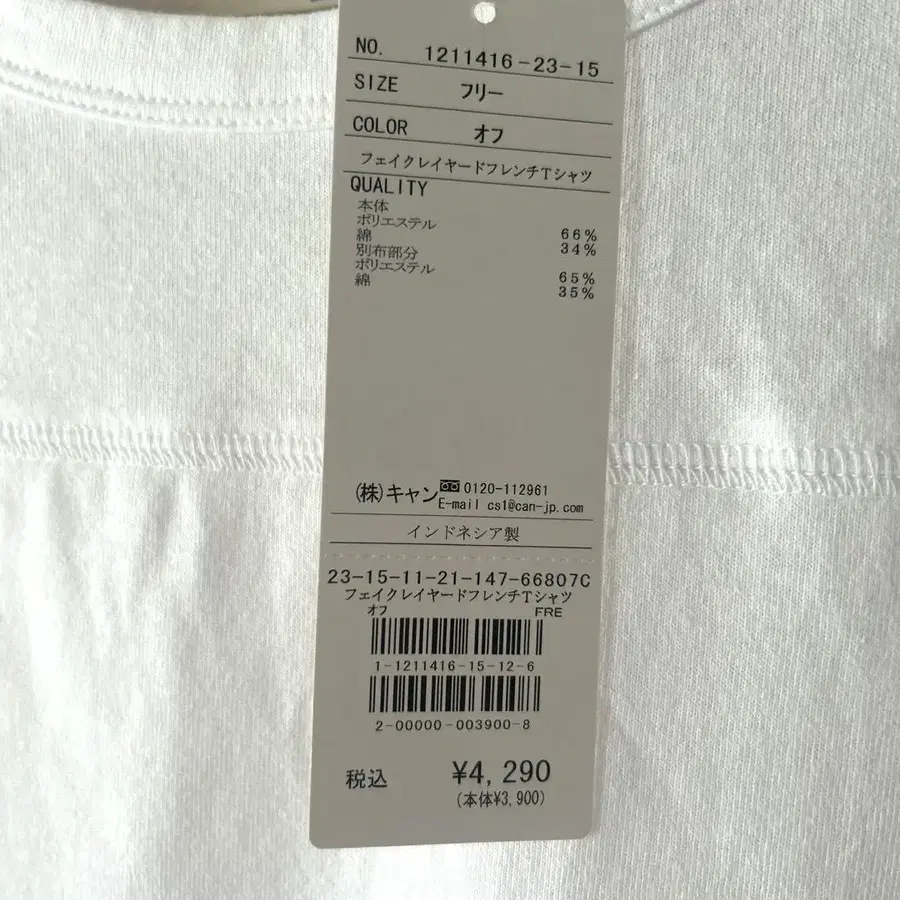 NO. 1211416-23-15
SIZE フリー
COLOR オフ
フェイクレイヤードフレンチTシャツ
QUALITY
本体
ポリエステル 66%
綿 34%
別布部分
ポリエステル 65%
綿 35%
(株)キャン 0120-112961
E-mail cs1@can-jp.com
インドネシア製
23-15-11-21-147-66807C
フェイクレイヤードフレンチTシャツ
オフ FRE
1-1211416-15-12-6
2-00000-003900-8
税込 ¥4,290
(本体¥3,900)